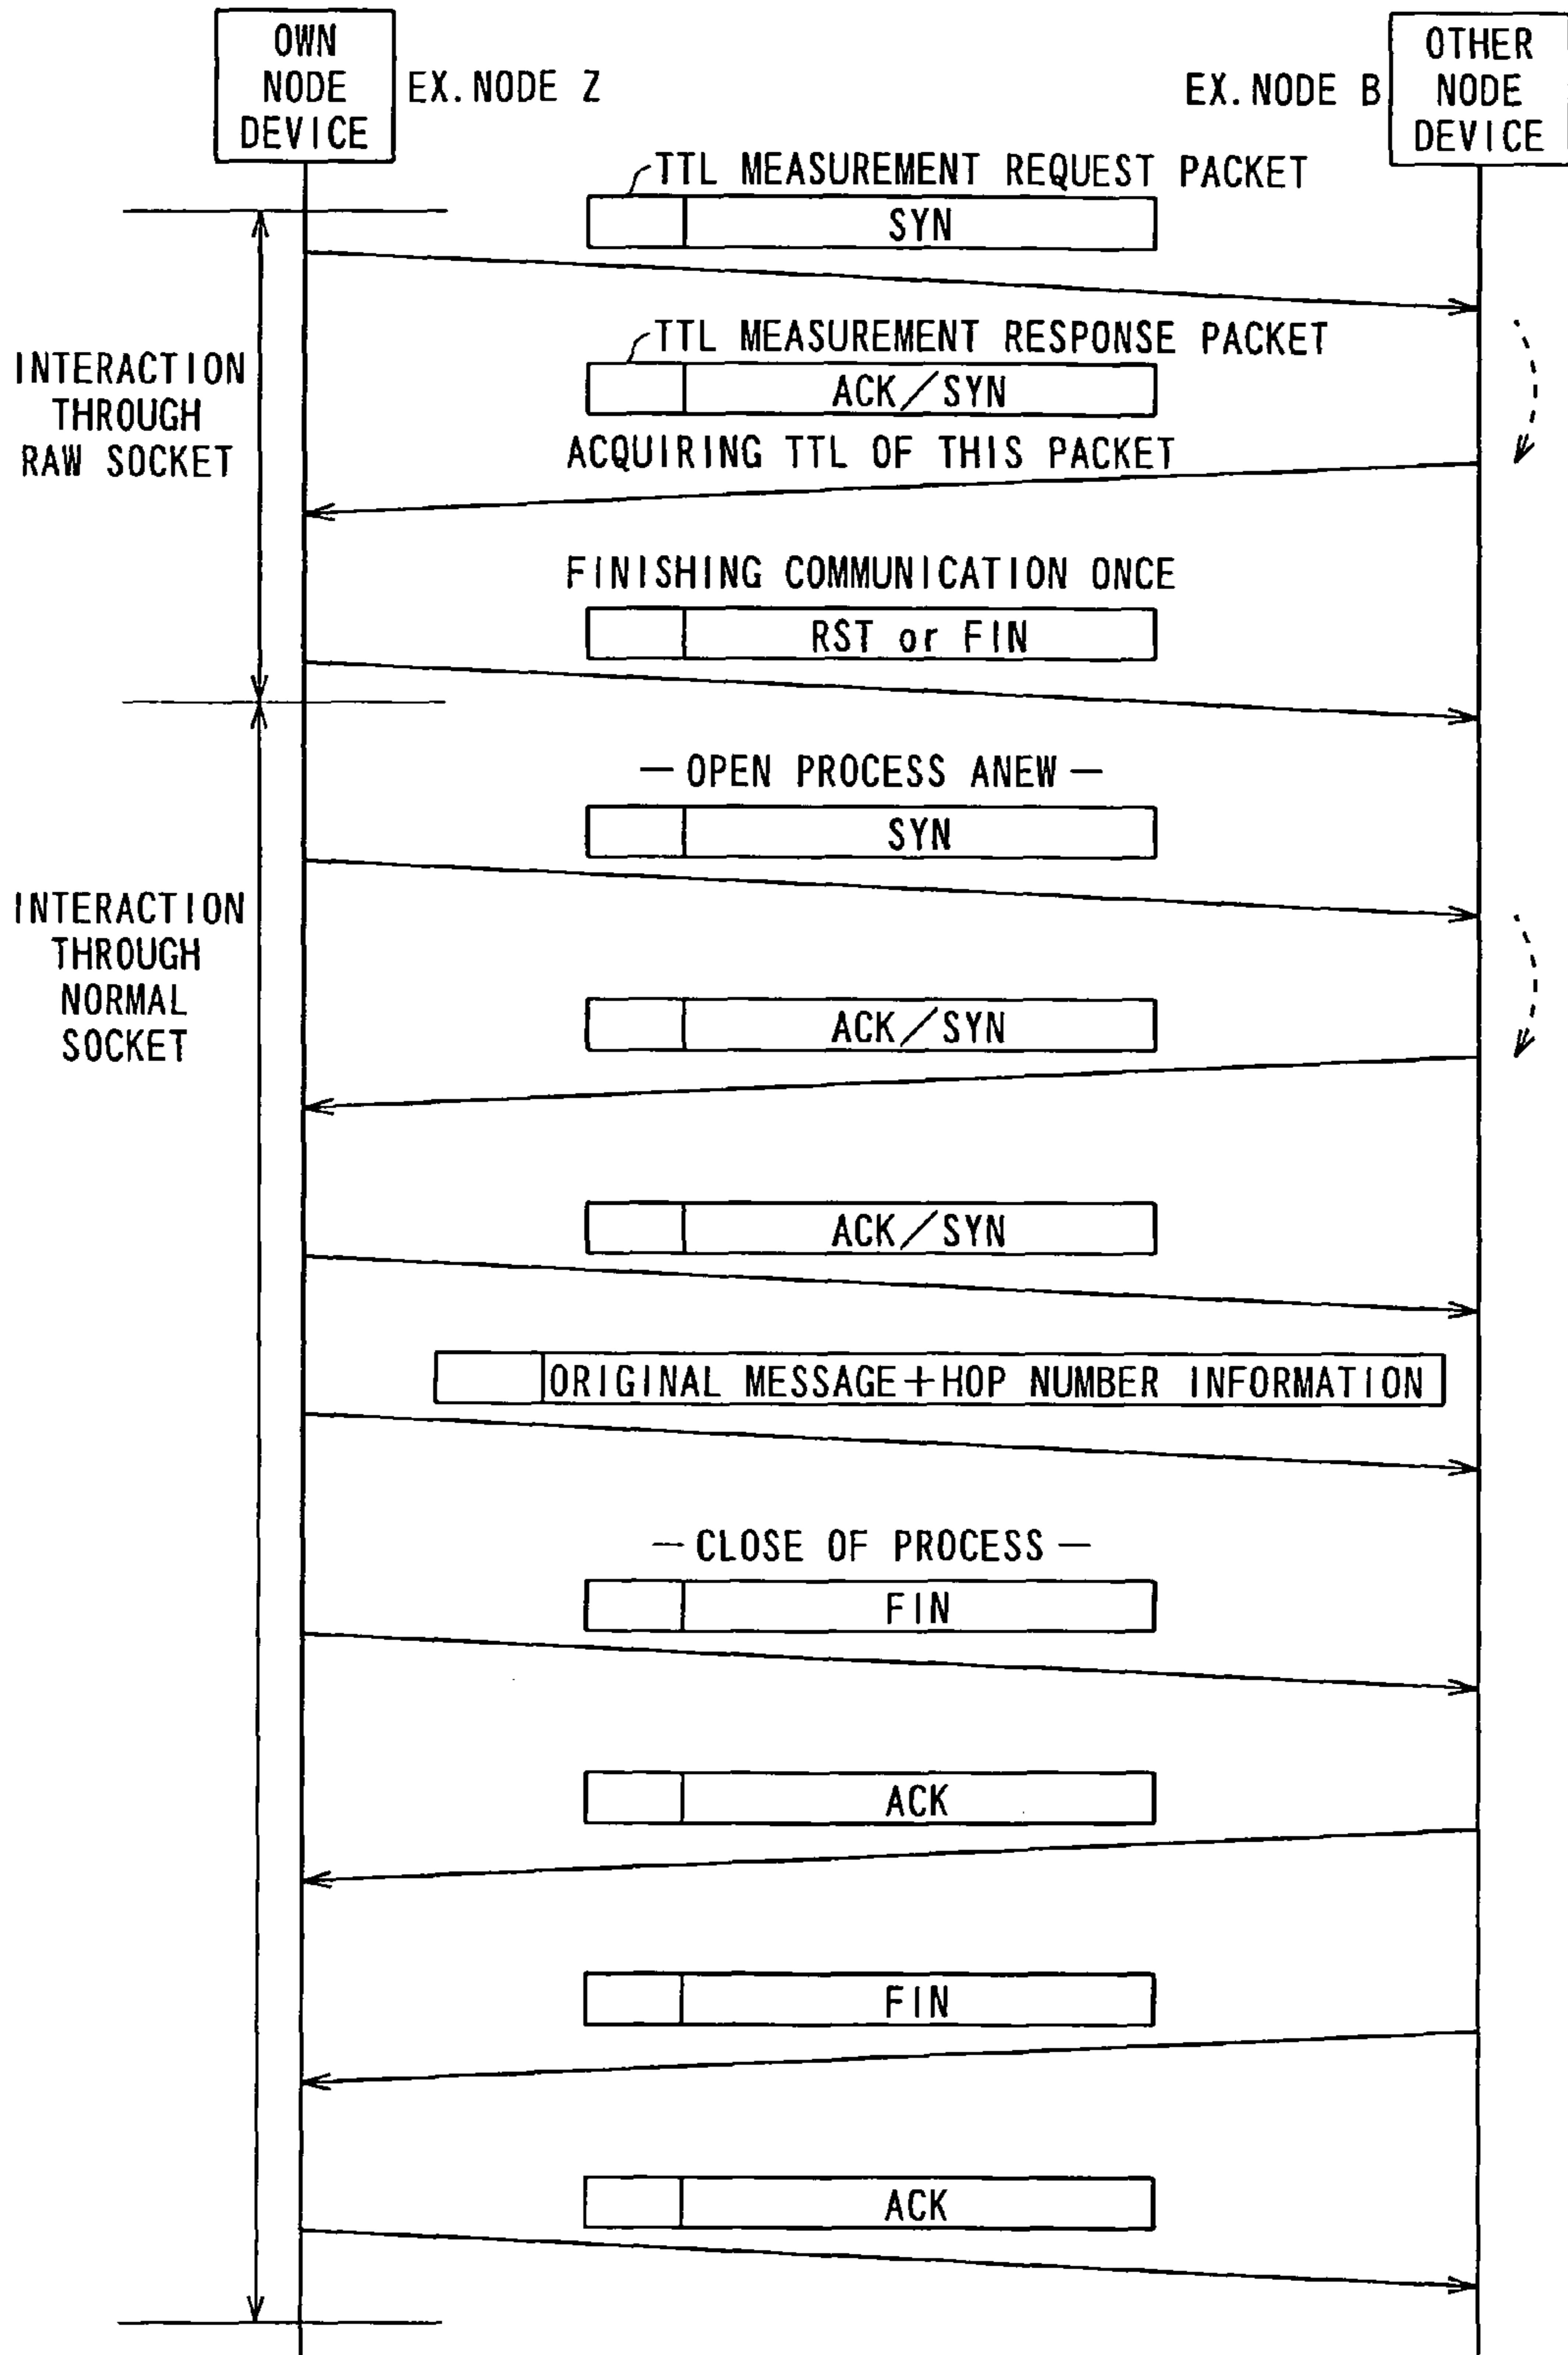 OWN
NODE
DEVICE
EX. NODE Z
EX. NODE B
OTHER
NODE
DEVICE
TTL MEASUREMENT REQUEST PACKET
SYN
TTL MEASUREMENT RESPONSE PACKET
ACK/SYN
ACQUIRING TTL OF THIS PACKET
INTERACTION
THROUGH
RAW SOCKET
FINISHING COMMUNICATION ONCE
RST or FIN
— OPEN PROCESS ANEW —
SYN
INTERACTION
THROUGH
NORMAL
SOCKET
ACK/SYN
ACK/SYN
ORIGINAL MESSAGE+HOP NUMBER INFORMATION
— CLOSE OF PROCESS —
FIN
ACK
FIN
ACK